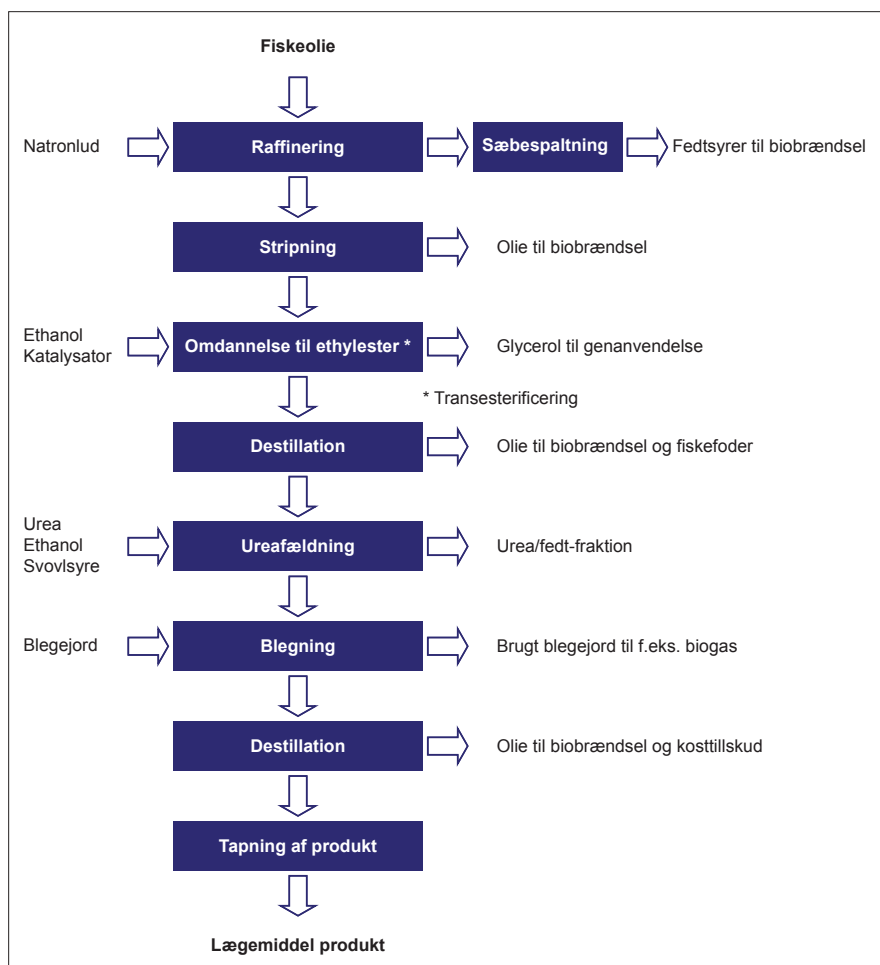 Fiskeolie
Natronlud
Raffinering
Sæbespaltning
Fedtsyrer til biobrændsel
Stripning
Olie til biobrændsel
Ethanol
Katalysator
Omdannelse til ethylester *
Glycerol til genanvendelse
* Transesterificering
Destillation
Olie til biobrændsel og fiskefoder
Urea
Ethanol
Svovlsyre
Ureafældning
Urea/fedt-fraktion
Blegejord
Blegning
Brugt blegejord til f.eks. biogas
Destillation
Olie til biobrændsel og kosttillskud
Tapning af produkt
Lægemiddel produkt